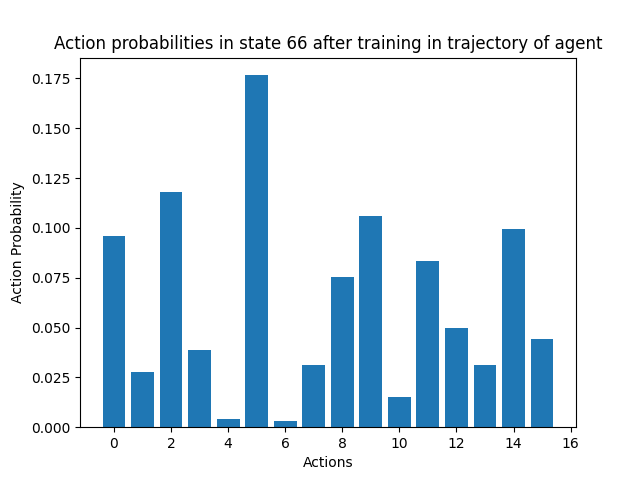 Action probabilities in state 66 after training in trajectory of agent
0.175
0.150
0.125
0.100
0.075
0.050
0.025
0.000
Action Probability
0 2 4 6 8 10 12 14 16
Actions